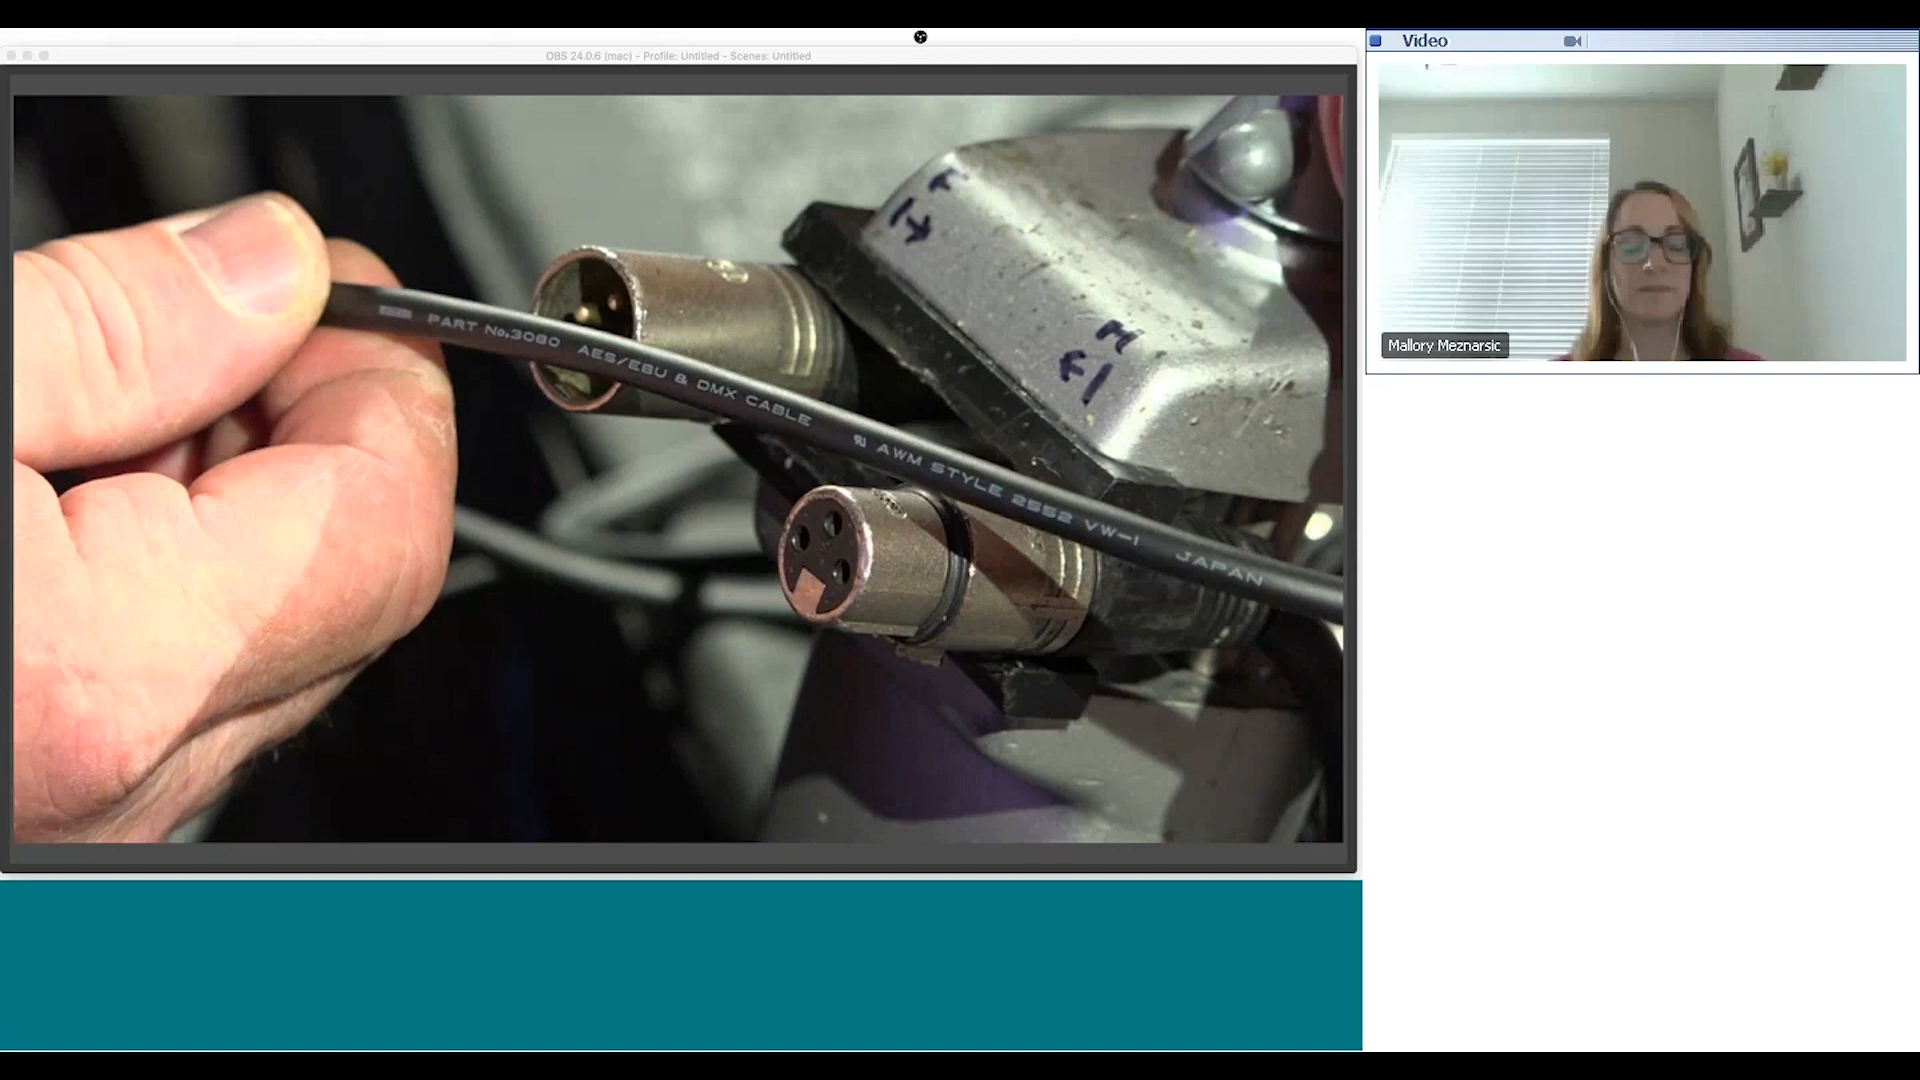 OBS 24.0.6 (mac) - Profile: Untitled - Scenes: Untitled
Video
Mallory Meznarsic
PART No.3080 AES/EBU & DMX CABLE AWM STYLE 2552 VW-1 JAPAN